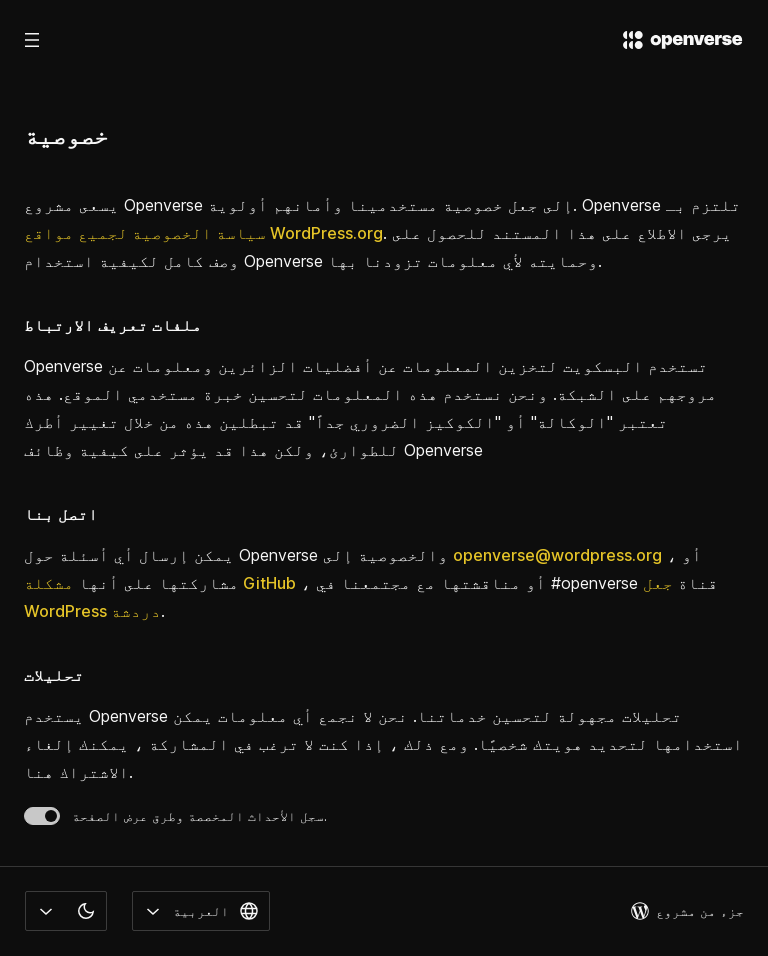 openverse
خصوصية
يسعى مشروع Openverse إلى جعل خصوصية مستخدمينا وأمانهم أولوية. Openverse تلتزم بـ
سياسة الخصوصية لجميع مواقع WordPress.org. يرجى الاطلاع على هذا المستند للحصول على
وصف كامل لكيفية استخدام Openverse وحمايته لأي معلومات تزودنا بها.
ملفات تعريف الارتباط
Openverse تستخدم البسكويت لتخزين المعلومات عن أفضليات الزائرين ومعلومات عن
مروجهم على الشبكة. ونحن نستخدم هذه المعلومات لتحسين خبرة مستخدمي الموقع. هذه
تعتبر "الوكالة" أو "الكوكيز الضروري جداً" قد تبطلين هذه من خلال تغيير أطرك
للطوارئ، ولكن هذا قد يؤثر على كيفية وظائف Openverse
اتصل بنا
يمكن إرسال أي أسئلة حول Openverse والخصوصية إلى openverse@wordpress.org ، أو
مشاركتها على أنها مشكلة GitHub ، أو مناقشتها مع مجتمعنا في #openverse قناة جعل
WordPress دردشة.
تحليلات
يستخدم Openverse تحليلات مجهولة لتحسين خدماتنا. نحن لا نجمع أي معلومات يمكن
استخدامها لتحديد هويتك شخصيًا. ومع ذلك ، إذا كنت لا ترغب في المشاركة ، يمكنك إلغاء
الاشتراك هنا.
سجل الأحداث المخصصة وطرق عرض الصفحة.
العربية
جزء من مشروع